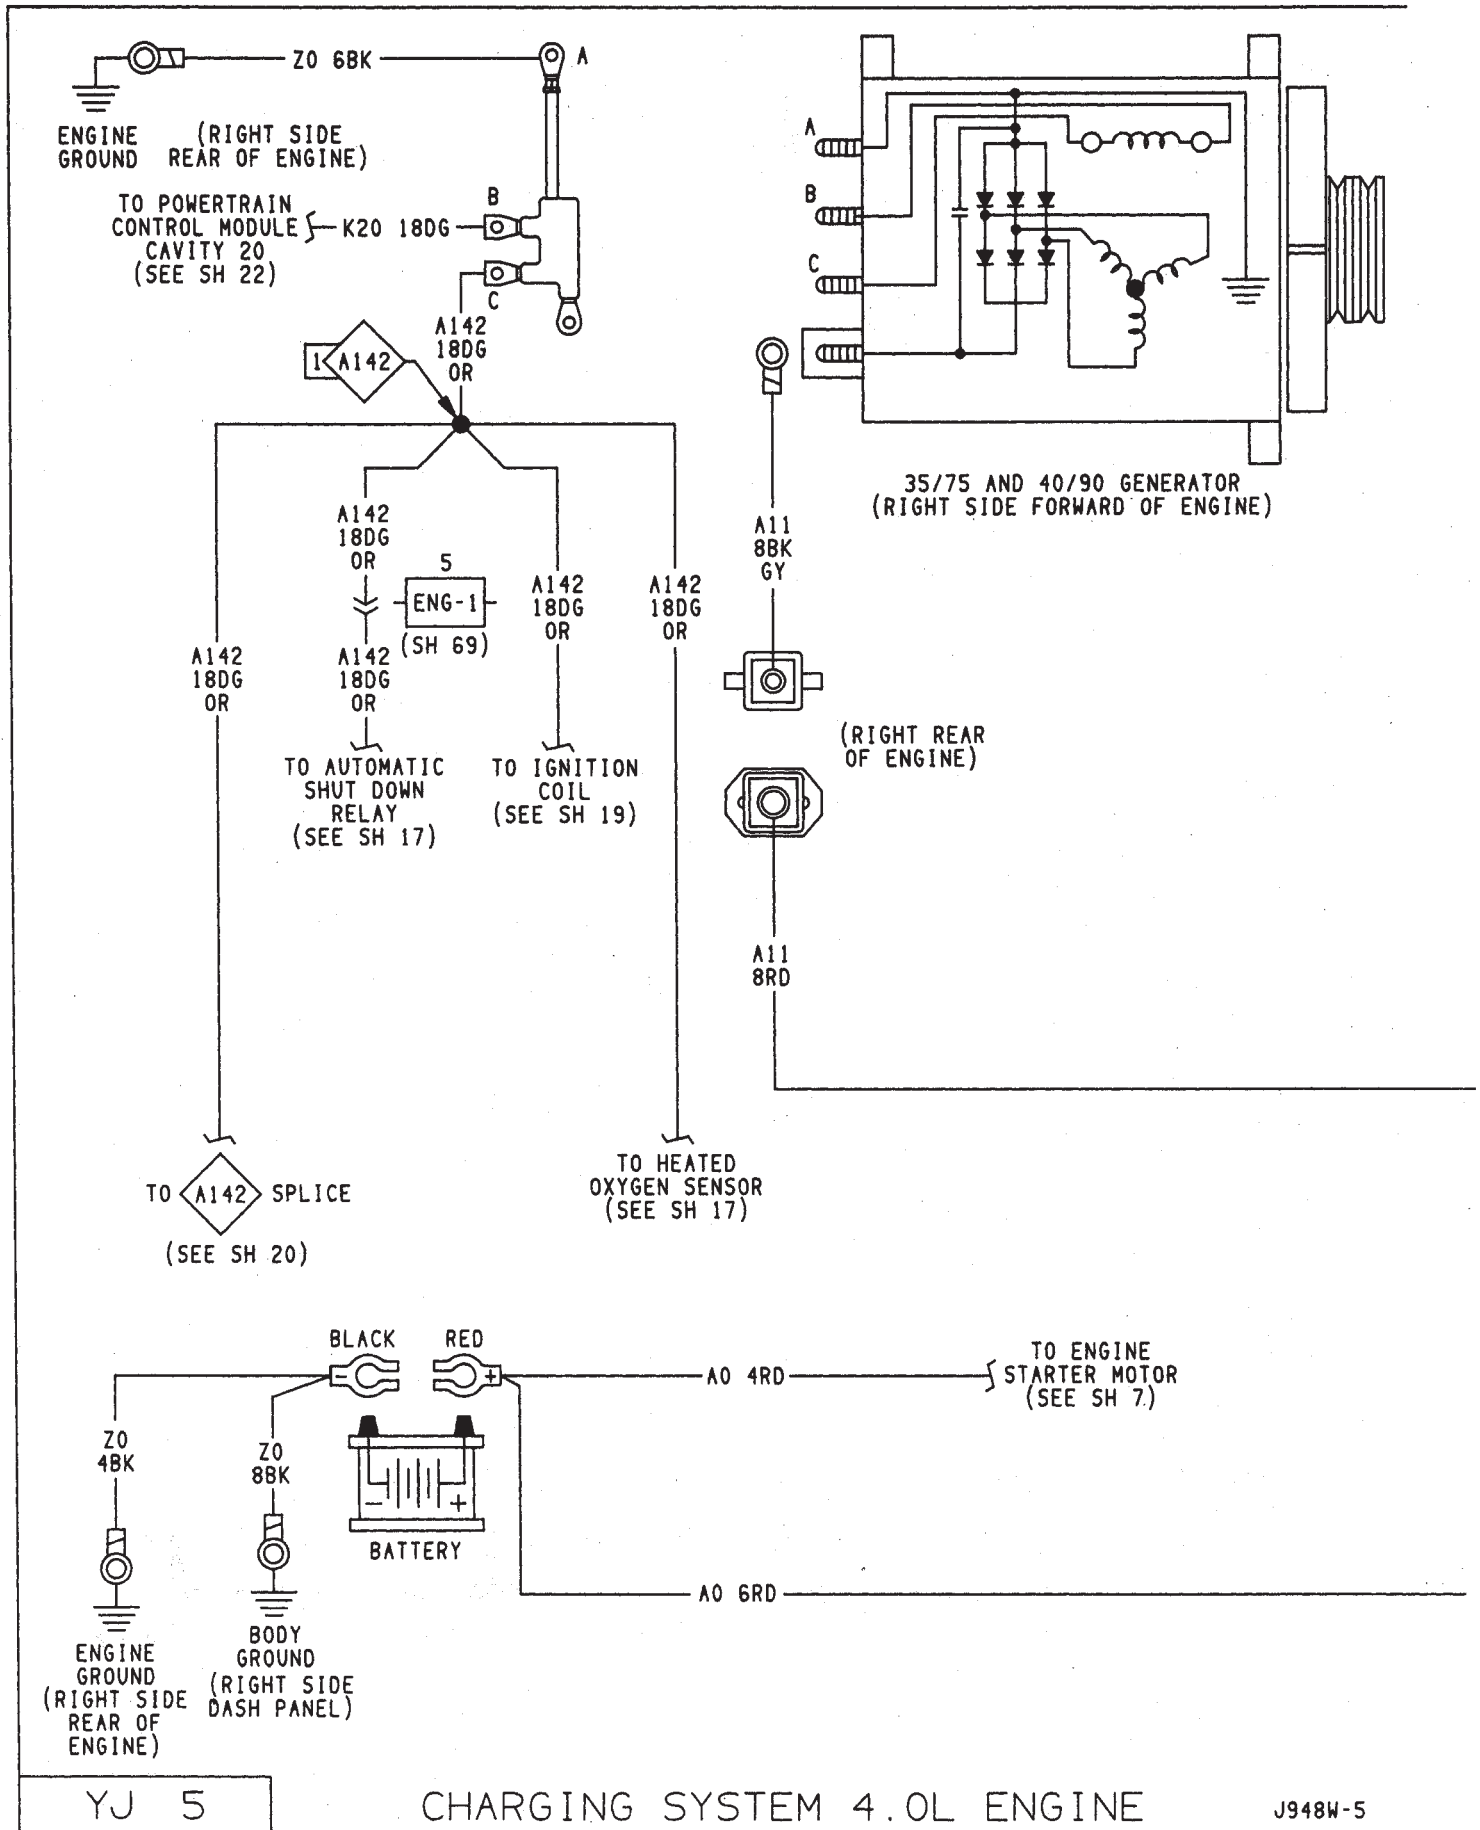 Z0 6BK
A
ENGINE
GROUND
(RIGHT SIDE
REAR OF ENGINE)
TO POWERTRAIN
CONTROL MODULE
CAVITY 20
(SEE SH 22)
K20 18DG
B
C
A142
18DG
OR
1
A142
A142
18DG
OR
5
ENG-1
(SH 69)
A142
18DG
OR
A142
18DG
OR
A142
18DG
OR
A142
18DG
OR
TO AUTOMATIC
SHUT DOWN
RELAY
(SEE SH 17)
TO IGNITION
COIL
(SEE SH 19)
A
B
C
35/75 AND 40/90 GENERATOR
(RIGHT SIDE FORWARD OF ENGINE)
A11
8BK
GY
(RIGHT REAR
OF ENGINE)
A11
8RD
TO A142 SPLICE
(SEE SH 20)
TO HEATED
OXYGEN SENSOR
(SEE SH 17)
BLACK RED
- +
A0 4RD
TO ENGINE
STARTER MOTOR
(SEE SH 7)
Z0
4BK
Z0
8BK
- +
BATTERY
A0 6RD
ENGINE
GROUND
(RIGHT SIDE
REAR OF
ENGINE)
BODY
GROUND
(RIGHT SIDE
DASH PANEL)
YJ 5
CHARGING SYSTEM 4.0L ENGINE
J948W-5